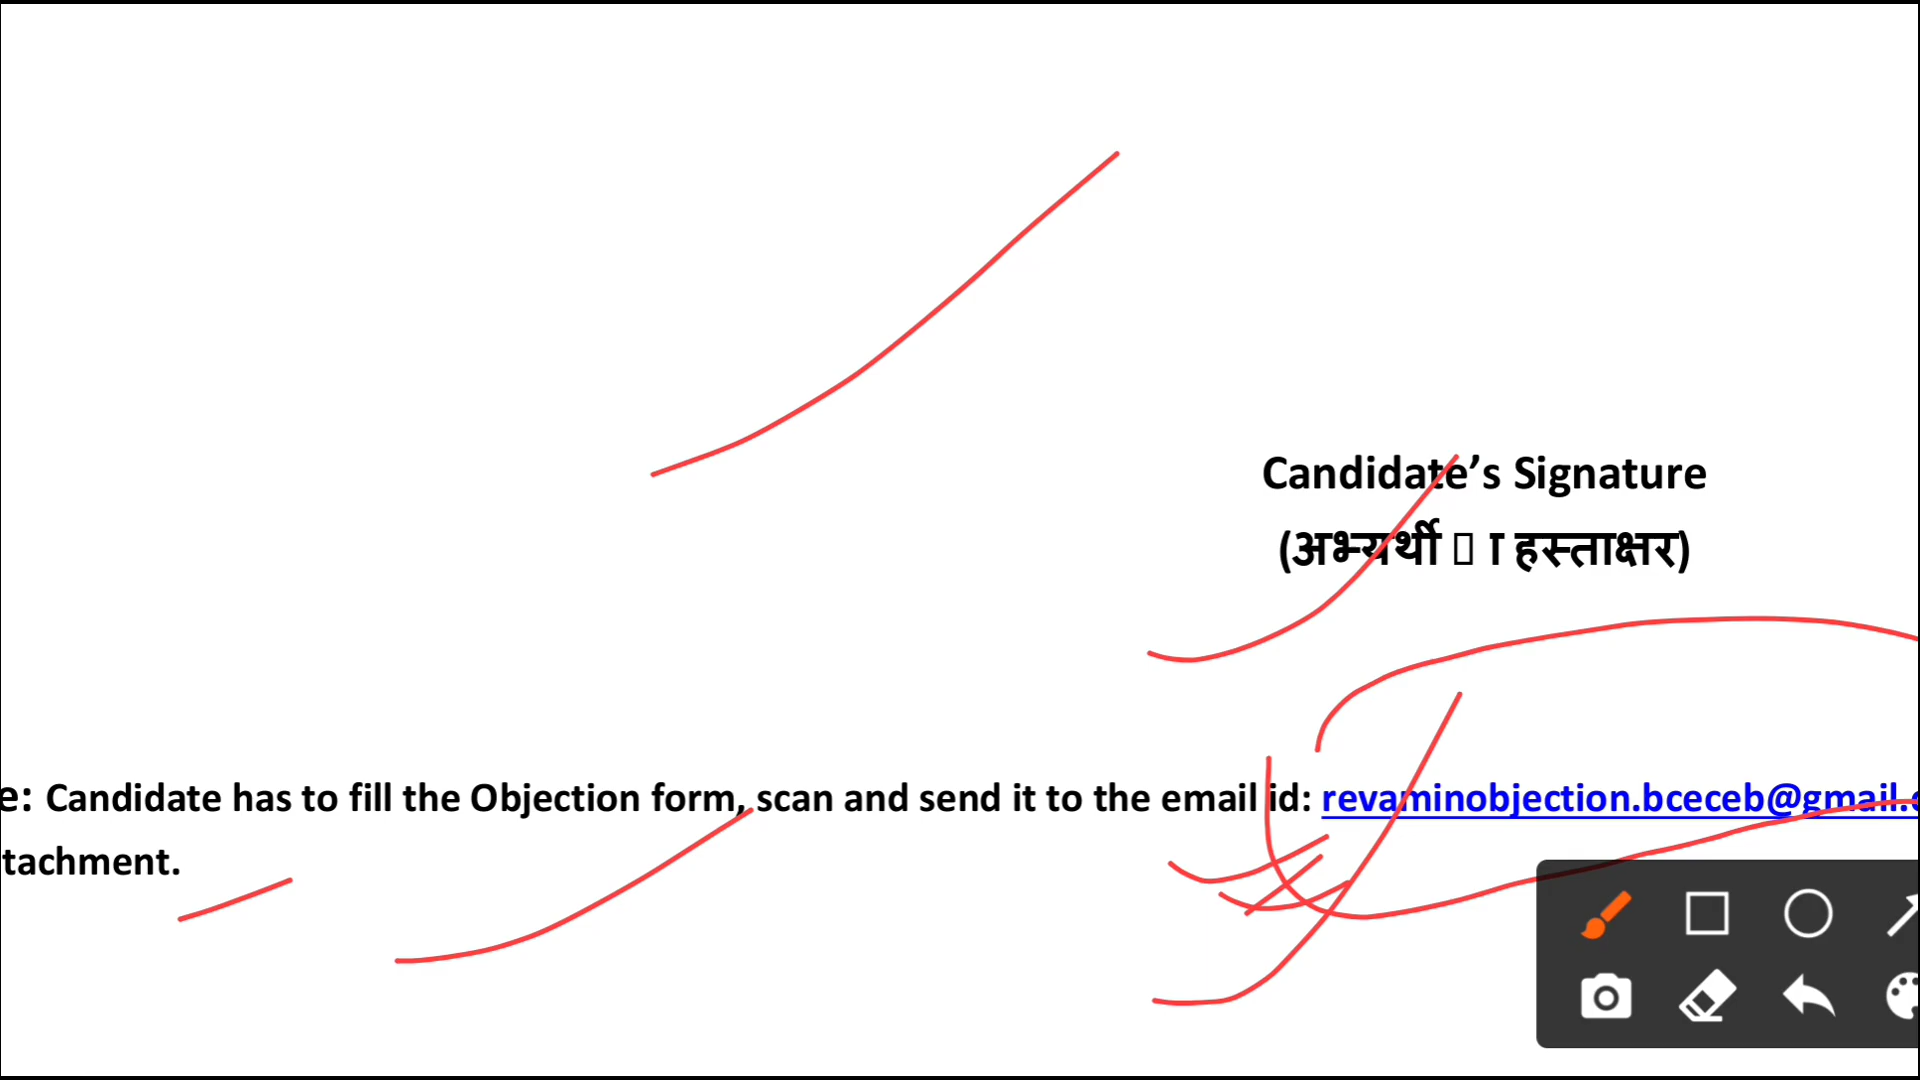 Candidate’s Signature
(अभ्यर्थी ▯ ा हस्ताक्षर)
e: Candidate has to fill the Objection form, scan and send it to the email id: revaminobjection.bceceb@gmail.
tachment.